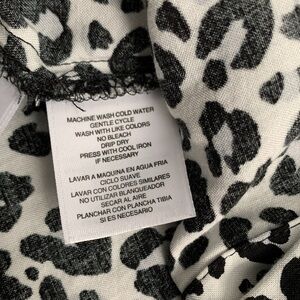 MACHINE WASH COLD WATER
GENTLE CYCLE
WASH WITH LIKE COLORS
NO BLEACH
DRIP DRY
PRESS WITH COOL IRON
IF NECESSARY
LAVAR A MAQUINA EN AGUA FRIA
CICLO SUAVE
LAVAR CON COLORES SIMILARES
NO UTILIZAR BLANQUEADOR
SECAR AL AIRE
PLANCHAR CON PLANCHA TIBIA
SI ES NECESARIO